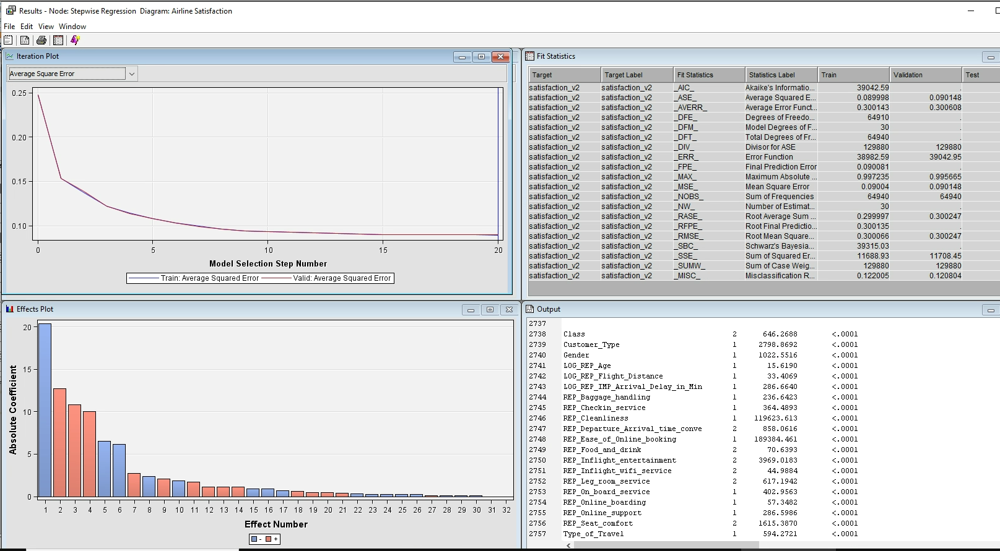 Results - Node: Stepwise Regression  Diagram: Airline Satisfaction
File Edit View Window
Iteration Plot
Average Square Error
0.25
0.20
0.15
0.10
0 5 10 15 20
Model Selection Step Number
Train: Average Squared Error Valid: Average Squared Error
Fit Statistics
Target Target Label Fit Statistics Statistics Label Train Validation Test
satisfaction_v2 satisfaction_v2 _AIC_ Akaike's Informatio... 39042.59 .
satisfaction_v2 satisfaction_v2 _ASE_ Average Squared E... 0.089998 0.090148
satisfaction_v2 satisfaction_v2 _AVERR_ Average Error Funct... 0.300143 0.300608
satisfaction_v2 satisfaction_v2 _DFE_ Degrees of Freedo... 64910 .
satisfaction_v2 satisfaction_v2 _DFM_ Model Degrees of F... 30 .
satisfaction_v2 satisfaction_v2 _DFT_ Total Degrees of Fr... 64940 .
satisfaction_v2 satisfaction_v2 _DIV_ Divisor for ASE 129880 129880
satisfaction_v2 satisfaction_v2 _ERR_ Error Function 38982.59 39042.95
satisfaction_v2 satisfaction_v2 _FPE_ Final Prediction Error 0.090081 .
satisfaction_v2 satisfaction_v2 _MAX_ Maximum Absolute ... 0.997235 0.995665
satisfaction_v2 satisfaction_v2 _MSE_ Mean Square Error 0.09004 0.090148
satisfaction_v2 satisfaction_v2 _NOBS_ Sum of Frequencies 64940 64940
satisfaction_v2 satisfaction_v2 _NW_ Number of Estimat... 30 .
satisfaction_v2 satisfaction_v2 _RASE_ Root Average Sum ... 0.299997 0.300247
satisfaction_v2 satisfaction_v2 _RFPE_ Root Final Predictio... 0.300135 .
satisfaction_v2 satisfaction_v2 _RMSE_ Root Mean Square... 0.300066 0.300247
satisfaction_v2 satisfaction_v2 _SBC_ Schwarz's Bayesia... 39315.03 .
satisfaction_v2 satisfaction_v2 _SSE_ Sum of Squared Er... 11688.93 11708.45
satisfaction_v2 satisfaction_v2 _SUMW_ Sum of Case Weig... 129880 129880
satisfaction_v2 satisfaction_v2 _MISC_ Misclassification R... 0.122005 0.120804
Effects Plot
Absolute Coefficient
20
15
10
5
0
1 2 3 4 5 6 7 8 9 10 11 12 13 14 15 16 17 18 19 20 21 22 23 24 25 26 27 28 29 30 31 32
Effect Number
- +
Output
2737
2738 Class 2 646.2688 <.0001
2739 Customer_Type 1 2798.8692 <.0001
2740 Gender 1 1022.5516 <.0001
2741 LOG_REP_Age 1 15.6190 <.0001
2742 LOG_REP_Flight_Distance 1 33.4069 <.0001
2743 LOG_REP_IMP_Arrival_Delay_in_Min 1 286.6640 <.0001
2744 REP_Baggage_handling 1 236.6423 <.0001
2745 REP_Checkin_service 1 364.4893 <.0001
2746 REP_Cleanliness 1 119623.613 <.0001
2747 REP_Departure_Arrival_time_conve 2 858.0616 <.0001
2748 REP_Ease_of_Online_booking 1 189384.461 <.0001
2749 REP_Food_and_drink 2 70.6393 <.0001
2750 REP_Inflight_entertainment 2 3969.0183 <.0001
2751 REP_Inflight_wifi_service 2 44.9884 <.0001
2752 REP_Leg_room_service 2 617.1942 <.0001
2753 REP_On_board_service 1 402.9563 <.0001
2754 REP_Online_boarding 1 57.3482 <.0001
2755 REP_Online_support 1 286.5986 <.0001
2756 REP_Seat_comfort 2 1615.3870 <.0001
2757 Type_of_Travel 1 594.2721 <.0001